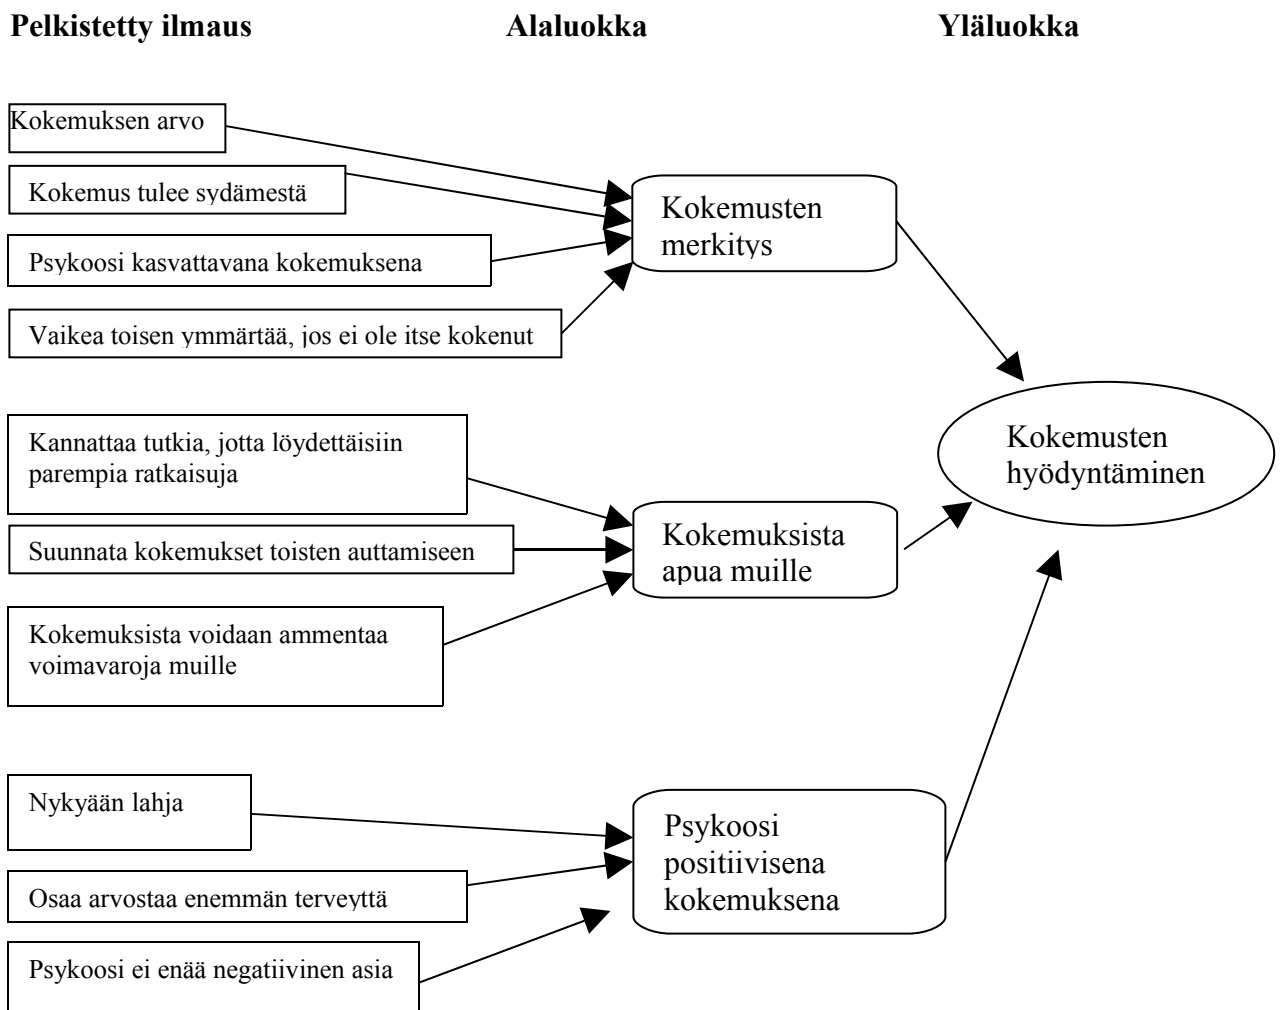 Pelkistetty ilmaus
Alaluokka
Yläluokka
Kokemuksen arvo
Kokemus tulee sydämestä
Psykoosi kasvattavana kokemuksena
Vaikea toisen ymmärtää, jos ei ole itse kokenut
Kokemusten
merkitys
Kannattaa tutkia, jotta löydettäisiin
parempia ratkaisuja
Suunnata kokemukset toisten auttamiseen
Kokemuksista voidaan ammentaa
voimavaroja muille
Kokemuksista
apua muille
Kokemusten
hyödyntäminen
Nykyään lahja
Osaa arvostaa enemmän terveyttä
Psykoosi ei enää negatiivinen asia
Psykoosi
positiivisena
kokemuksena